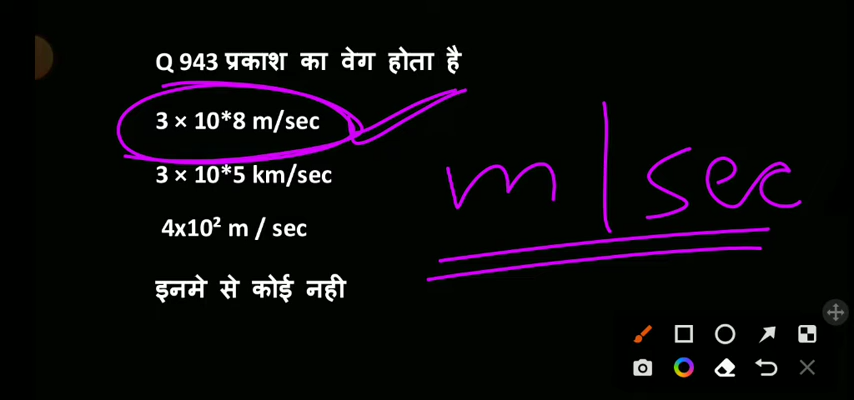 Q 943 प्रकाश का वेग होता है
3 × 10*8 m/sec
3 × 10*5 km/sec
m/sec
4x10² m / sec
इनमे से कोई नही